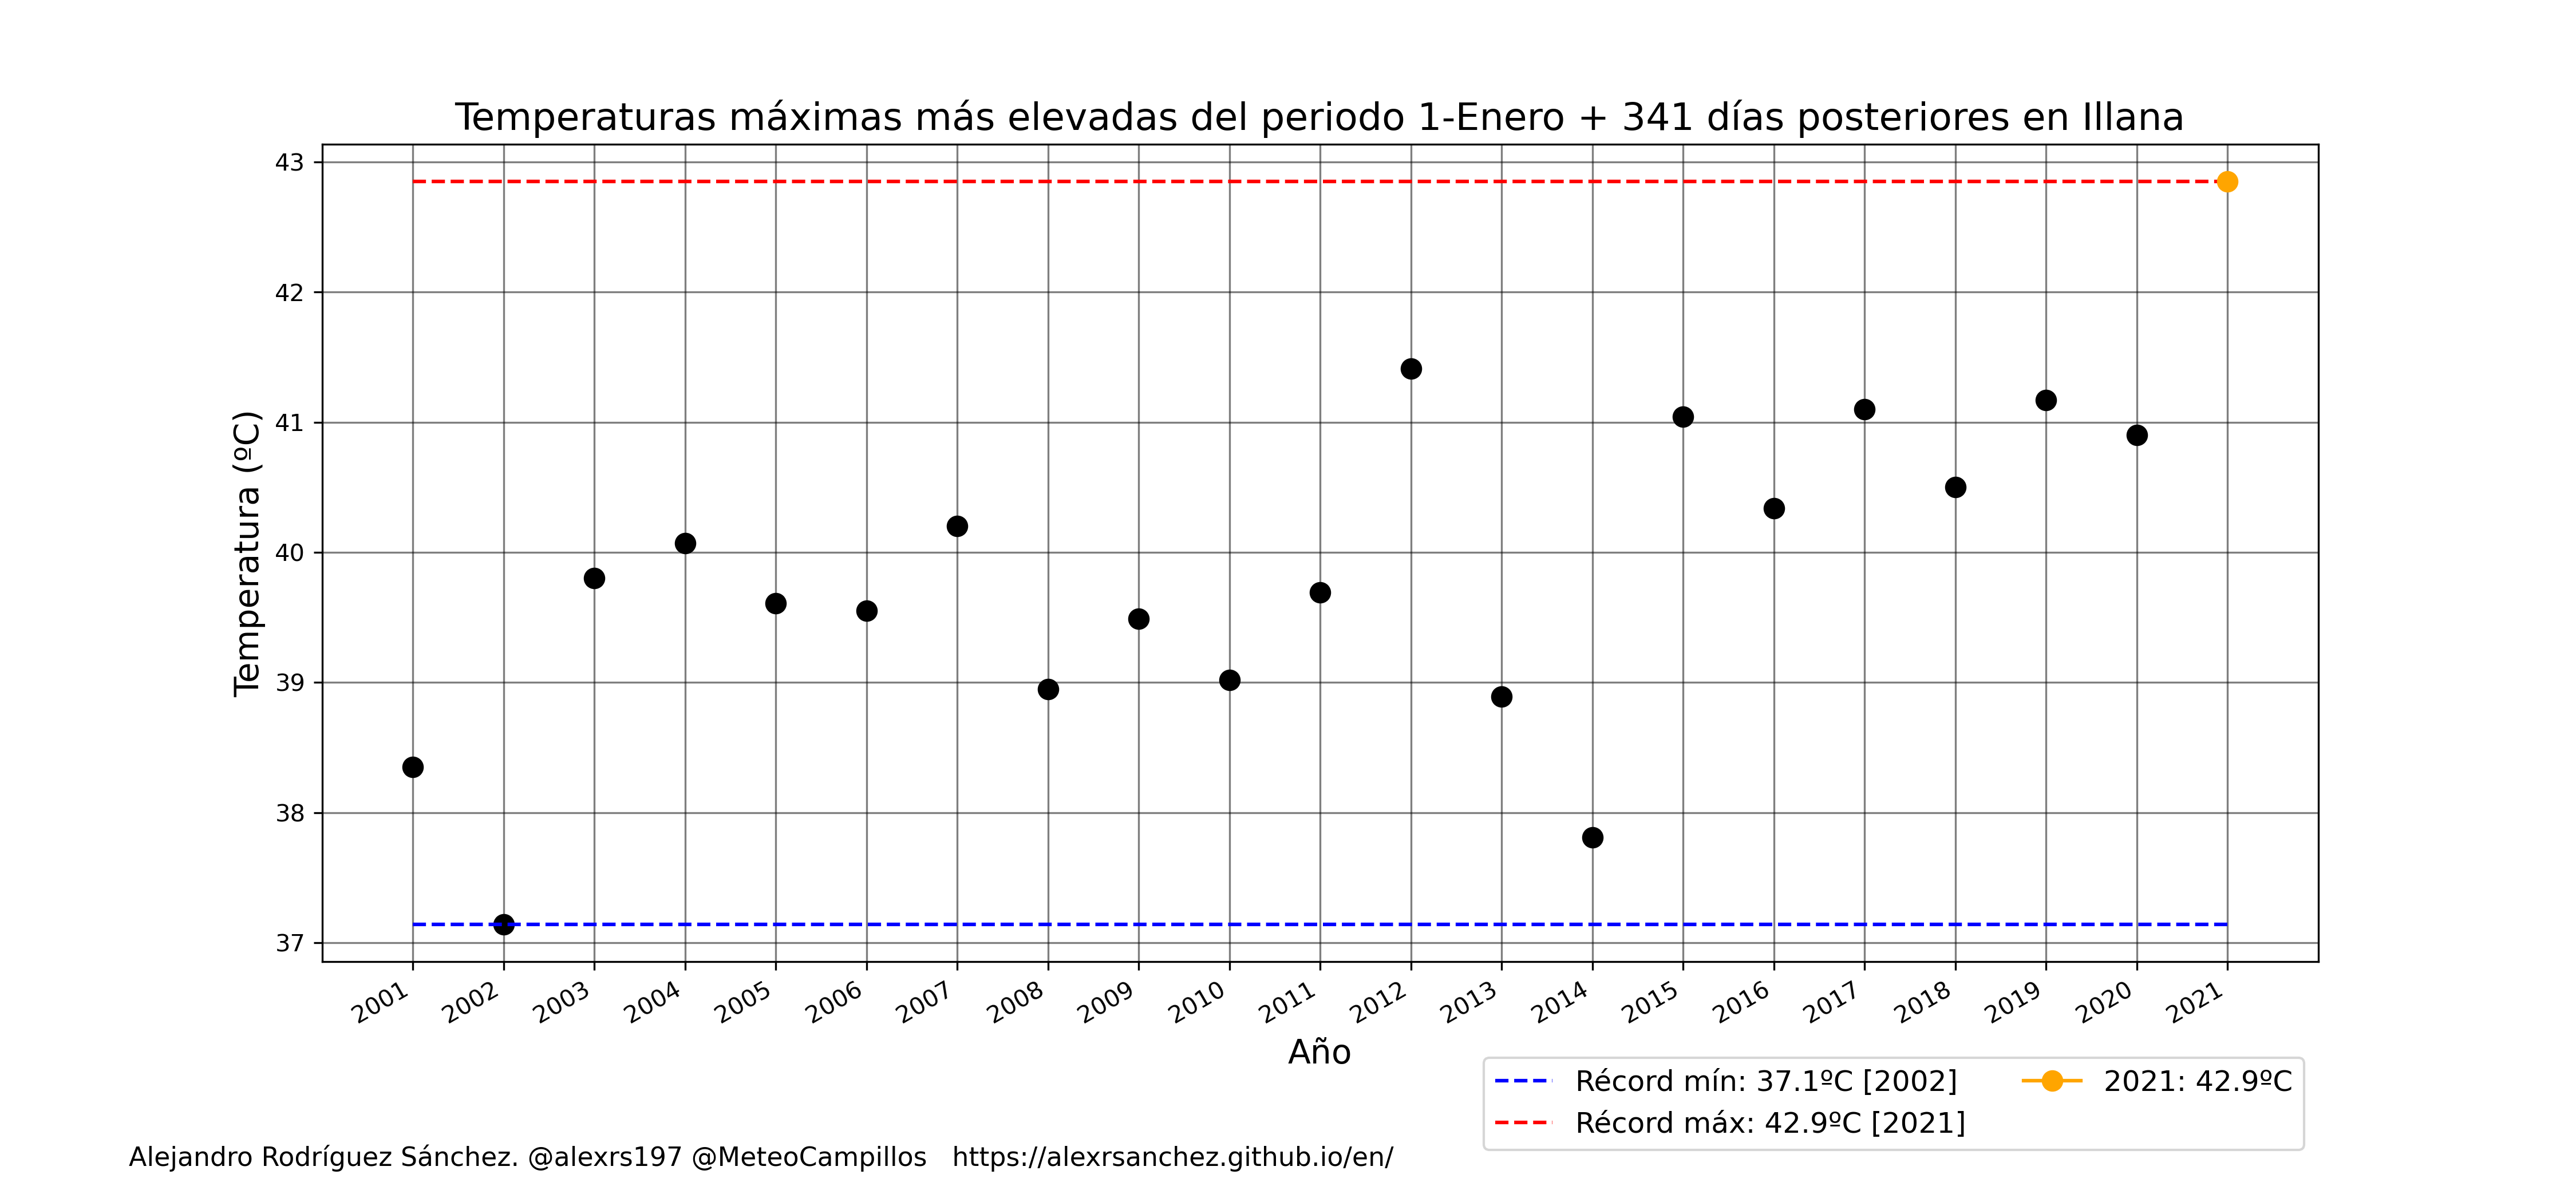 Temperaturas máximas más elevadas del periodo 1-Enero + 341 días posteriores en Illana
Temperatura (ºC)
43
42
41
40
39
38
37
2001 2002 2003 2004 2005 2006 2007 2008 2009 2010 2011 2012 2013 2014 2015 2016 2017 2018 2019 2020 2021
Año
Récord mín: 37.1ºC [2002]
Récord máx: 42.9ºC [2021]
2021: 42.9ºC
Alejandro Rodríguez Sánchez. @alexrs197 @MeteoCampillos https://alexrsanchez.github.io/en/